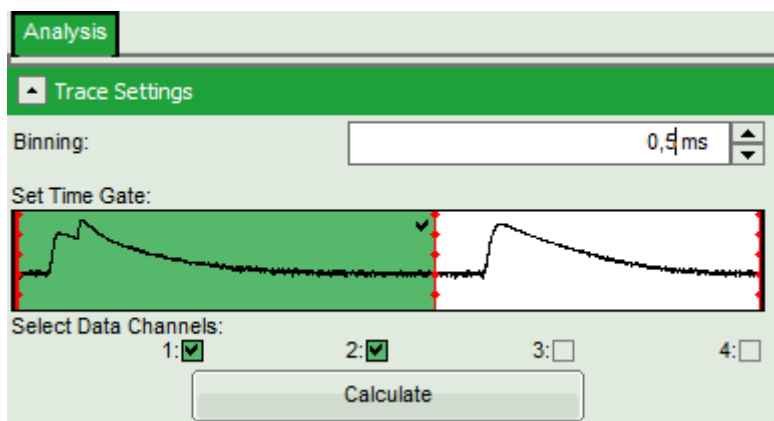 Analysis
Trace Settings
Binning: 0,5 ms
Set Time Gate:
Select Data Channels:
1: 2: 3: 4:
Calculate